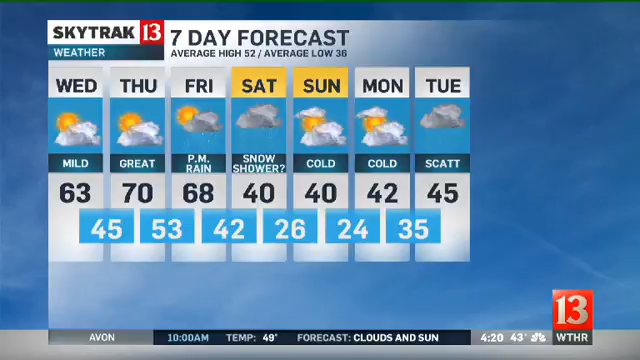 SKYTRAK 13
WEATHER
7 DAY FORECAST
AVERAGE HIGH 52 / AVERAGE LOW 36
WED THU FRI SAT SUN MON TUE
MILD GREAT P.M. RAIN SNOW SHOWER? COLD COLD SCATT
63 70 68 40 40 42 45
45 53 42 26 24 35
13
WTHR
AVON 10:00AM TEMP: 49° FORECAST: CLOUDS AND SUN 4:20 43°